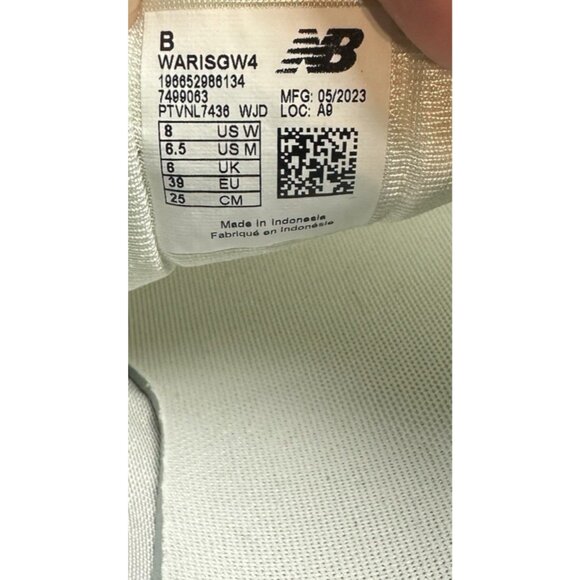 B
NB
WARISGW4
196652986134
7499063 MFG: 05/2023
PTVNL7436 WJD LOC: A9
8 US W
6.5 US M
6 UK
39 EU
25 CM
Made in Indonesia
Fabriqué en Indonésie